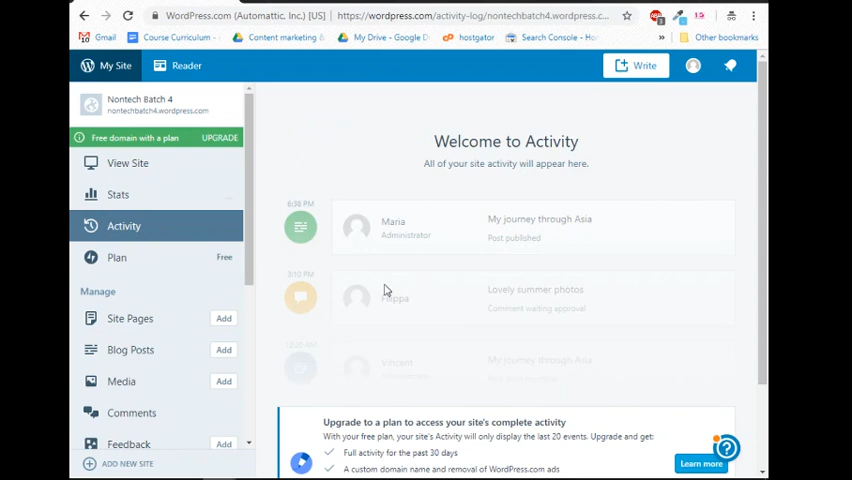 WordPress.com (Automattic, Inc.) [US] | https://wordpress.com/activity-log/nontechbatch4.wordpress.c...
Gmail Course Curriculum - Content marketing & My Drive - Google D hostgator Search Console - Ho » Other bookmarks
My Site Reader Write
Nontech Batch 4
nontechbatch4.wordpress.com
Free domain with a plan UPGRADE
View Site
Stats
Activity
Plan Free
Manage
Site Pages Add
Blog Posts Add
Media Add
Comments
Feedback Add
ADD NEW SITE
Welcome to Activity
All of your site activity will appear here.
6:38 PM
Maria
Administrator
My journey through Asia
Post published
3:10 PM
Filippa
Lovely summer photos
Comment waiting approval
12:20 AM
Vincent
My journey through Asia
Upgrade to a plan to access your site's complete activity
With your free plan, your site's Activity will only display the last 20 events. Upgrade and get:
Full activity for the past 30 days
A custom domain name and removal of WordPress.com ads
Learn more